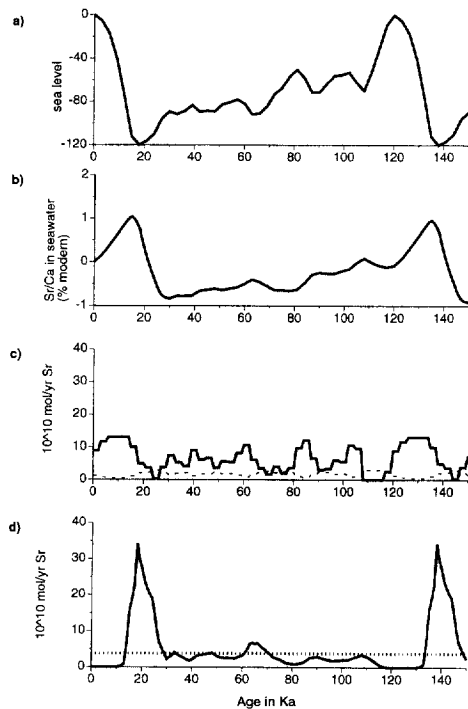 a)
0
-40
-80
-120
sea level
0 20 40 60 80 100 120 140
b)
2
1
0
-1
Sr/Ca in seawater
(% modern)
0 20 40 60 80 100 120 140
c)
40
30
20
10
0
10^10 mol/yr Sr
0 20 40 60 80 100 120 140
d)
40
30
20
10
0
10^10 mol/yr Sr
0 20 40 60 80 100 120 140
Age in Ka